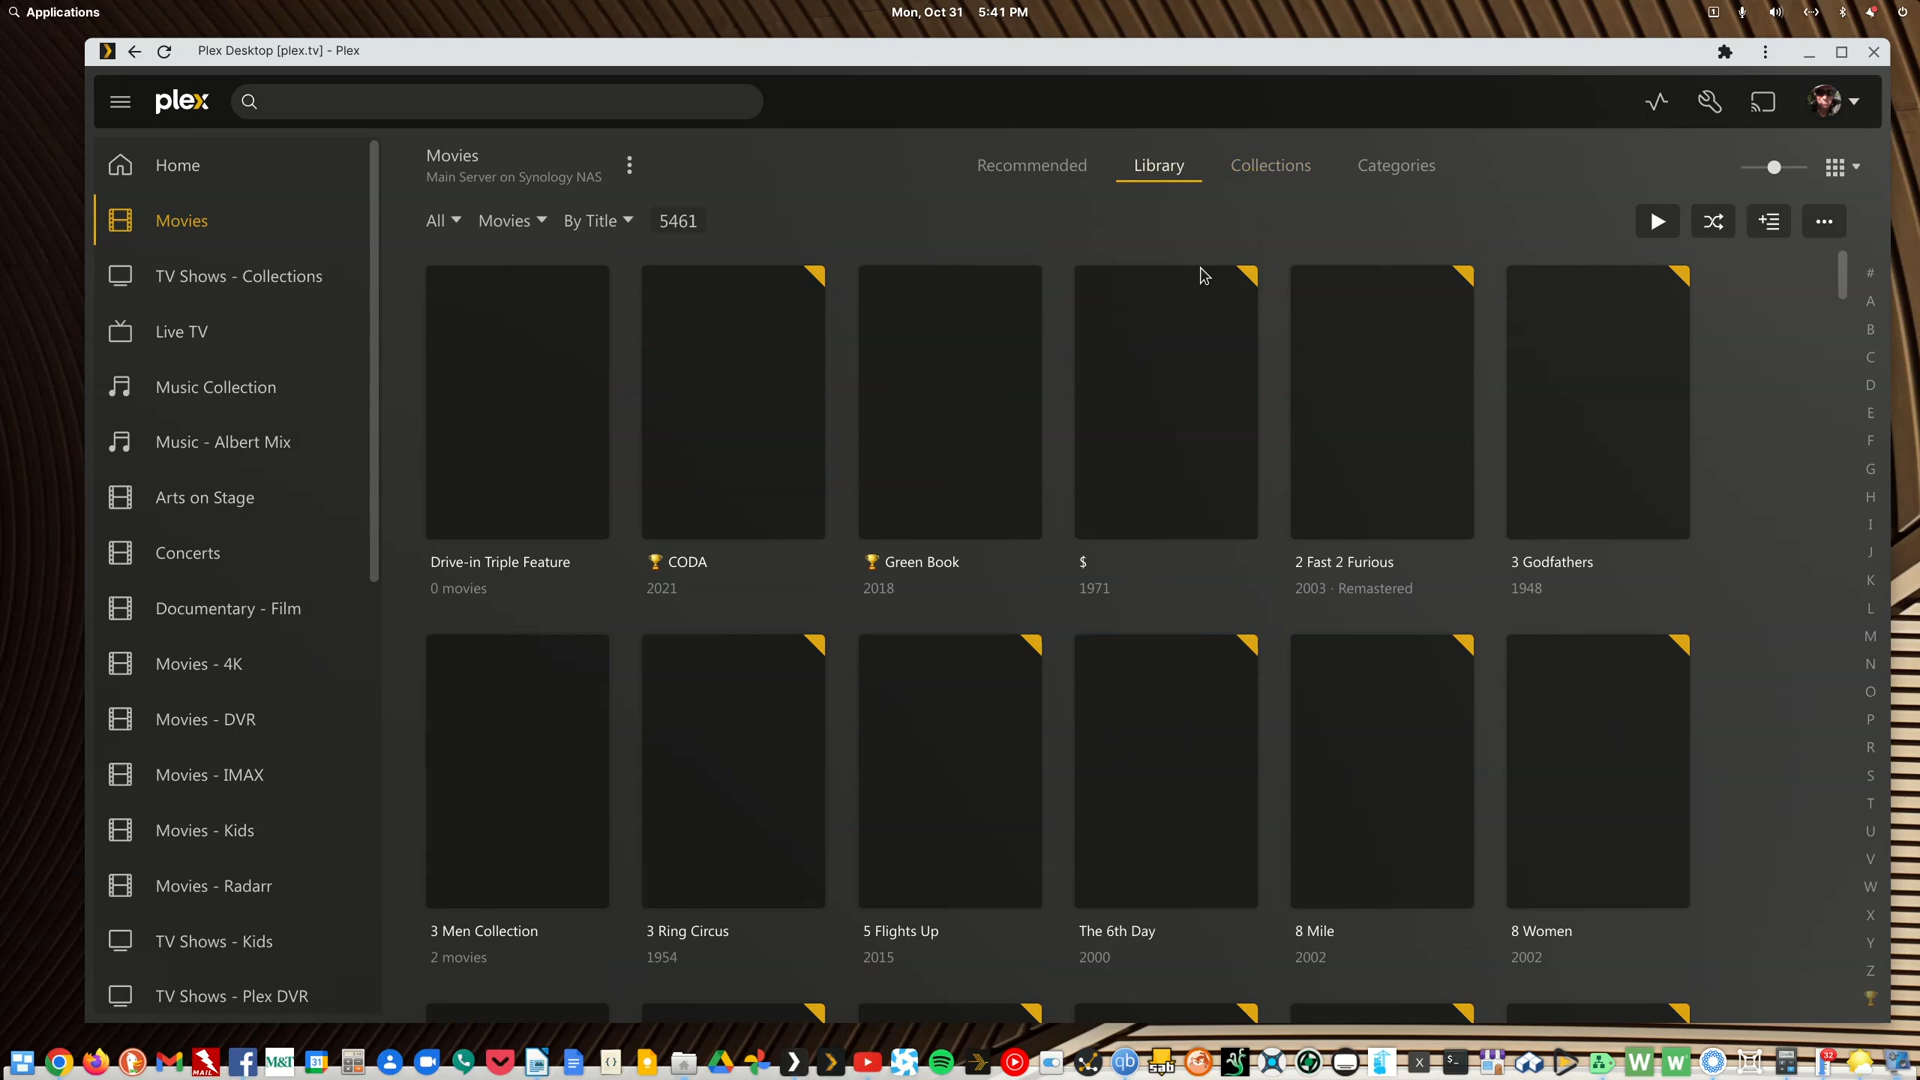 Applications
Mon, Oct 31 5:41 PM
Plex Desktop [plex.tv] - Plex
plex
Home
Movies
TV Shows - Collections
Live TV
Music Collection
Music - Albert Mix
Arts on Stage
Concerts
Documentary - Film
Movies - 4K
Movies - DVR
Movies - IMAX
Movies - Kids
Movies - Radarr
TV Shows - Kids
TV Shows - Plex DVR
Movies
Main Server on Synology NAS
Recommended
Library
Collections
Categories
All
Movies
By Title
5461
Drive-in Triple Feature
0 movies
🏆 CODA
2021
🏆 Green Book
2018
$
1971
2 Fast 2 Furious
2003 · Remastered
3 Godfathers
1948
3 Men Collection
2 movies
3 Ring Circus
1954
5 Flights Up
2015
The 6th Day
2000
8 Mile
2002
8 Women
2002
#
A
B
C
D
E
F
G
H
I
J
K
L
M
N
O
P
R
S
T
U
V
W
X
Y
Z
🏆
MAIL
M&T
31
{ }
qb
sab
X
>_
W
W
32